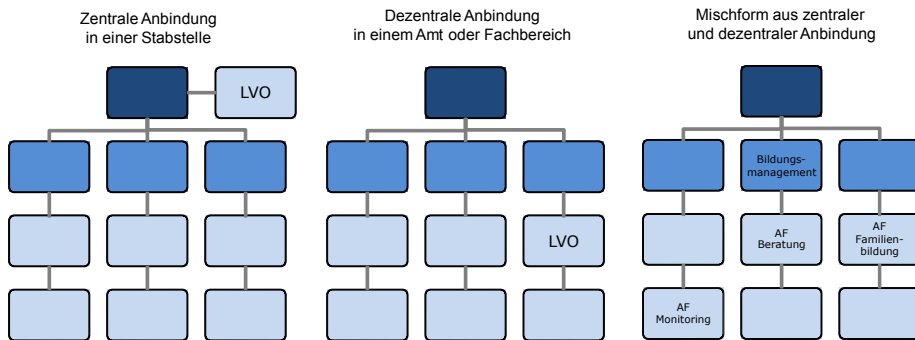 Zentrale Anbindung
in einer Stabstelle
Dezentrale Anbindung
in einem Amt oder Fachbereich
Mischform aus zentraler
und dezentraler Anbindung
LVO
LVO
Bildungs-
management
AF
Beratung
AF
Familien-
bildung
AF
Monitoring